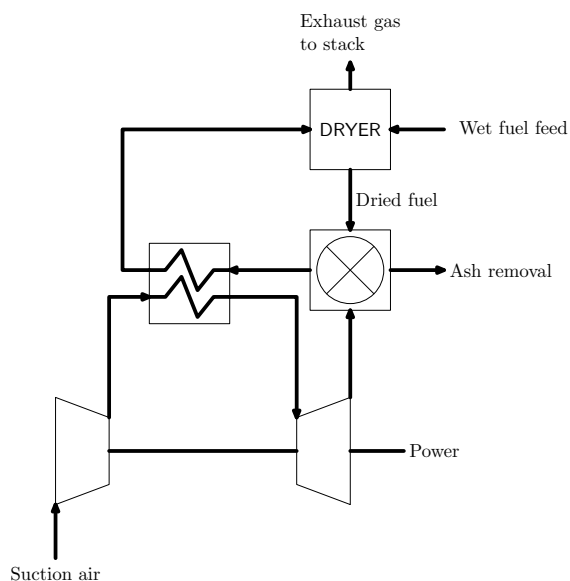 Exhaust gas
to stack
DRYER
Wet fuel feed
Dried fuel
Ash removal
Power
Suction air